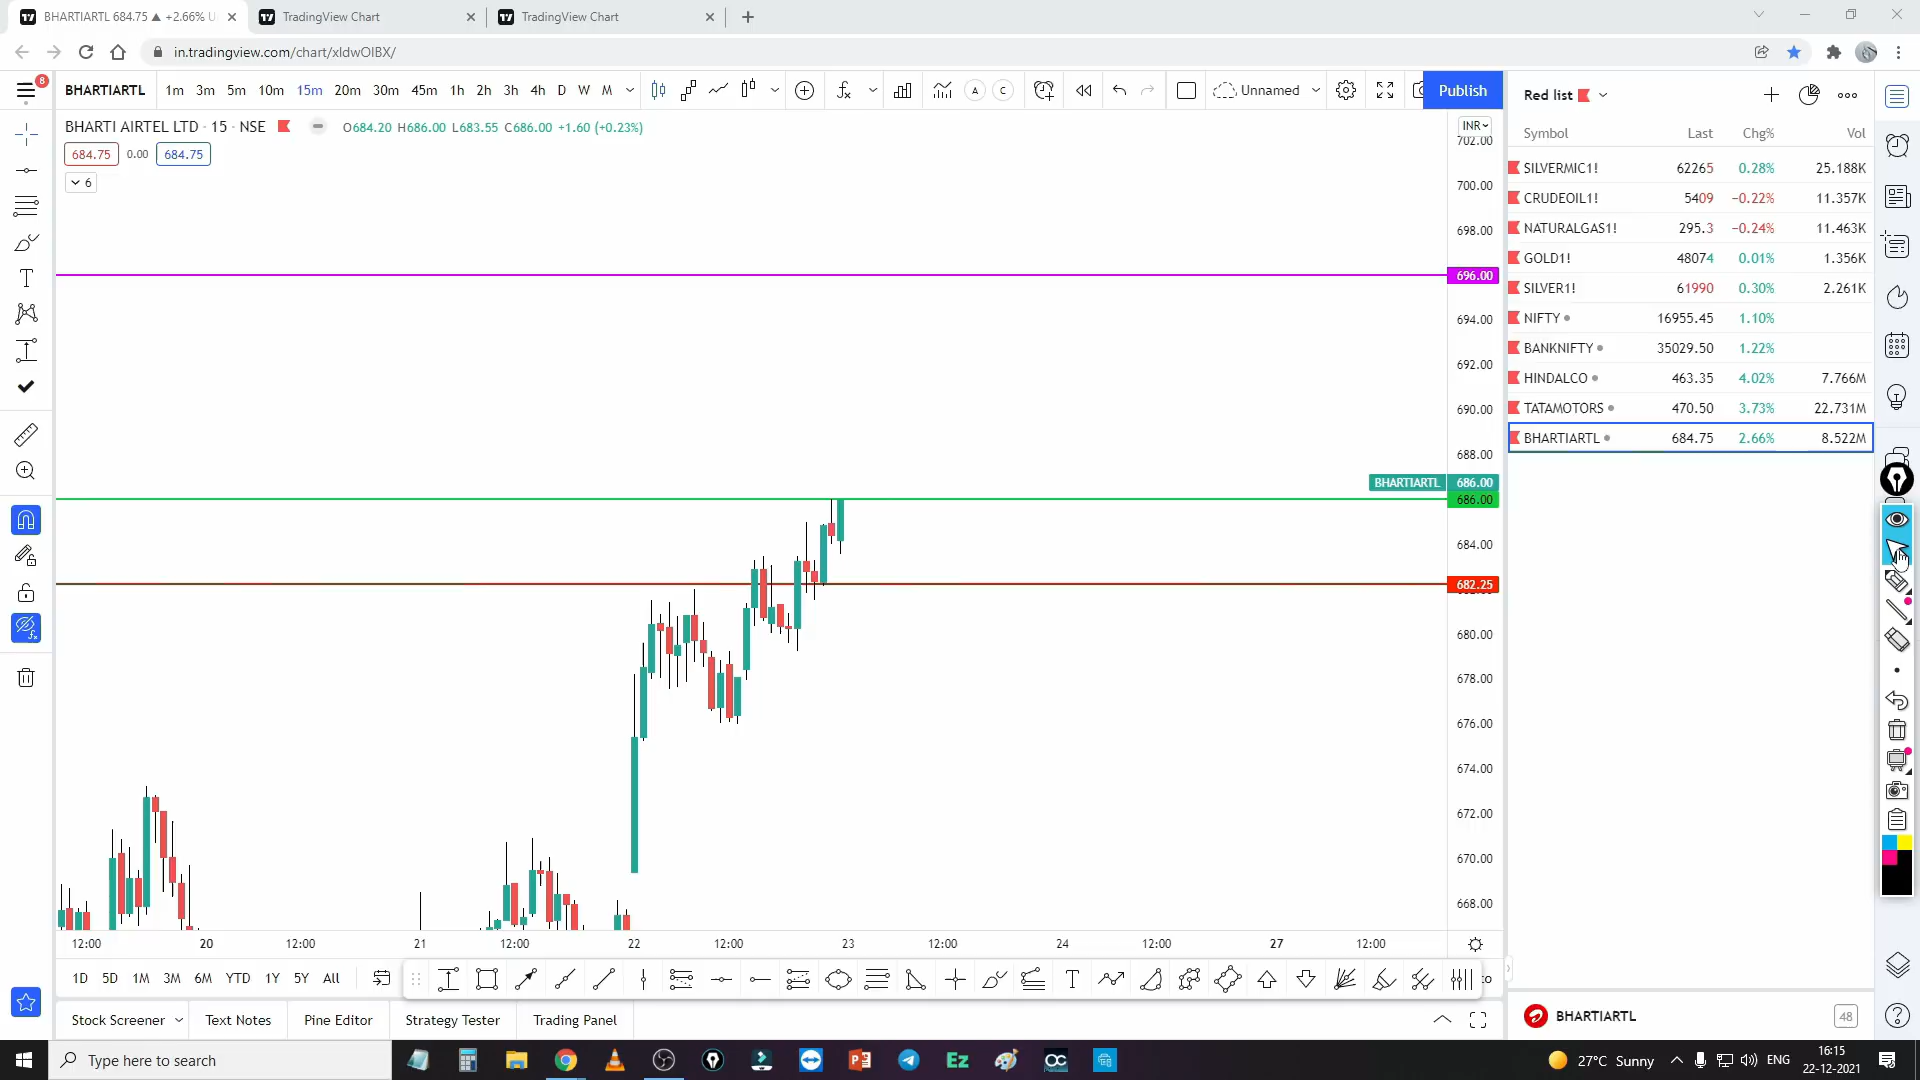 BHARTIARTL 684.75 ▲ +2.66% U
TradingView Chart
TradingView Chart
in.tradingview.com/chart/xIdwOIBX/
8
BHARTIARTL 1m 3m 5m 10m 15m 20m 30m 45m 1h 2h 3h 4h D W M
A C
Unnamed
Publish
BHARTI AIRTEL LTD · 15 · NSE
O684.20 H686.00 L683.55 C686.00 +1.60 (+0.23%)
684.75 0.00 684.75
6
INR
702.00
700.00
698.00
696.00
694.00
692.00
690.00
688.00
BHARTIARTL 686.00
686.00
684.00
682.25
680.00
678.00
676.00
674.00
672.00
670.00
668.00
12:00 20 12:00 21 12:00 22 12:00 23 12:00 24 12:00 27 12:00
1D 5D 1M 3M 6M YTD 1Y 5Y All
Stock Screener Text Notes Pine Editor Strategy Tester Trading Panel
Red list
Symbol Last Chg% Vol
SILVERMIC1! 62265 0.28% 25.188K
CRUDEOIL1! 5409 −0.22% 11.357K
NATURALGAS1! 295.3 −0.24% 11.463K
GOLD1! 48074 0.01% 1.356K
SILVER1! 61990 0.30% 2.261K
NIFTY 16955.45 1.10%
BANKNIFTY 35029.50 1.22%
HINDALCO 463.35 4.02% 7.766M
TATAMOTORS 470.50 3.73% 22.731M
BHARTIARTL 684.75 2.66% 8.522M
BHARTIARTL 48
Type here to search
Ez
OC
27°C Sunny
ENG
16:15
22-12-2021